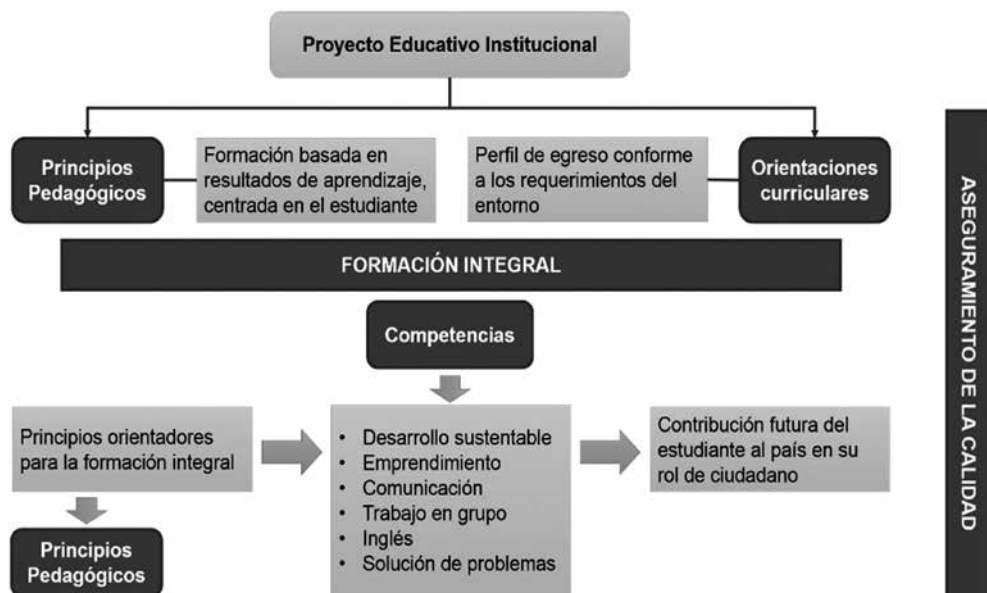 Proyecto Educativo Institucional
Principios
Pedagógicos
Formación basada en
resultados de aprendizaje,
centrada en el estudiante
Perfil de egreso conforme
a los requerimientos del
entorno
Orientaciones
curriculares
FORMACIÓN INTEGRAL
Competencias
Principios orientadores
para la formación integral
• Desarrollo sustentable
• Emprendimiento
• Comunicación
• Trabajo en grupo
• Inglés
• Solución de problemas
Contribución futura del
estudiante al país en su
rol de ciudadano
Principios
Pedagógicos
ASEGURAMIENTO DE LA CALIDAD